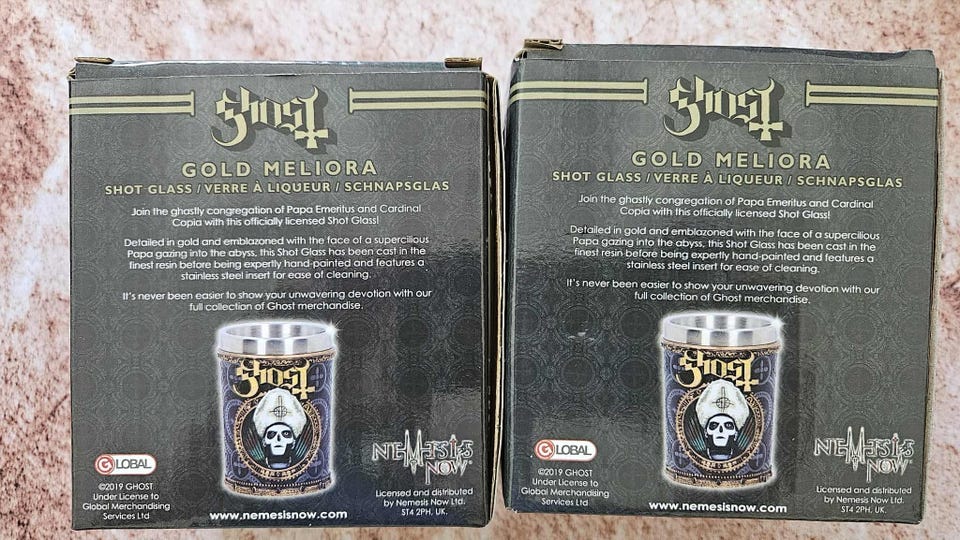 Ghost
GOLD MELIORA
SHOT GLASS / VERRE À LIQUEUR / SCHNAPSGLAS
Join the ghastly congregation of Papa Emeritus and Cardinal
Copia with this officially licensed Shot Glass!
Detailed in gold and emblazoned with the face of a supercilious
Papa gazing into the abyss, this Shot Glass has been cast in the
finest resin before being expertly hand-painted and features a
stainless steel insert for ease of cleaning.
It's never been easier to show your unwavering devotion with our
full collection of Ghost merchandise.
Ghost
GLOBAL
©2019 GHOST
Under License to
Global Merchandising
Services Ltd
www.nemesisnow.com
NEMESIS
NOW®
Licensed and distributed
by Nemesis Now Ltd.
ST4 2PH, UK.
Ghost
GOLD MELIORA
SHOT GLASS / VERRE À LIQUEUR / SCHNAPSGLAS
Join the ghastly congregation of Papa Emeritus and Cardinal
Copia with this officially licensed Shot Glass!
Detailed in gold and emblazoned with the face of a supercilious
Papa gazing into the abyss, this Shot Glass has been cast in the
finest resin before being expertly hand-painted and features a
stainless steel insert for ease of cleaning.
It's never been easier to show your unwavering devotion with our
full collection of Ghost merchandise.
Ghost
GLOBAL
©2019 GHOST
Under License to
Global Merchandising
Services Ltd
www.nemesisnow.com
NEMESIS
NOW®
Licensed and distributed
by Nemesis Now Ltd.
ST4 2PH, UK.